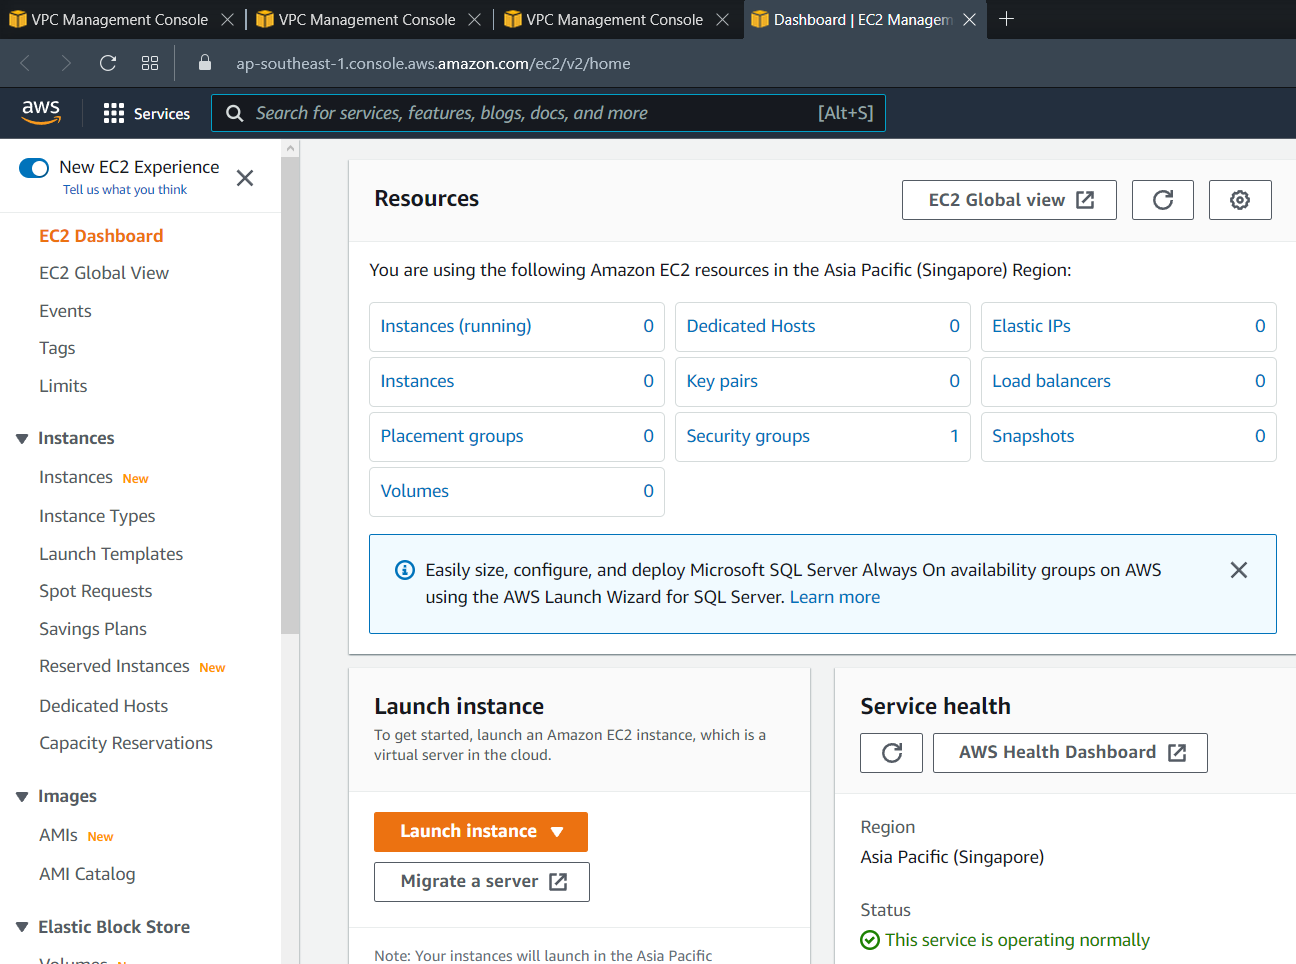 VPC Management Console
VPC Management Console
VPC Management Console
Dashboard | EC2 Managem
ap-southeast-1.console.aws.amazon.com/ec2/v2/home
aws
Services
Search for services, features, blogs, docs, and more
[Alt+S]
New EC2 Experience
Tell us what you think
EC2 Dashboard
EC2 Global View
Events
Tags
Limits
Instances
Instances New
Instance Types
Launch Templates
Spot Requests
Savings Plans
Reserved Instances New
Dedicated Hosts
Capacity Reservations
Images
AMIs New
AMI Catalog
Elastic Block Store
Volumes
Resources
EC2 Global view
You are using the following Amazon EC2 resources in the Asia Pacific (Singapore) Region:
Instances (running) 0
Dedicated Hosts 0
Elastic IPs 0
Instances 0
Key pairs 0
Load balancers 0
Placement groups 0
Security groups 1
Snapshots 0
Volumes 0
Easily size, configure, and deploy Microsoft SQL Server Always On availability groups on AWS
using the AWS Launch Wizard for SQL Server. Learn more
Launch instance
To get started, launch an Amazon EC2 instance, which is a
virtual server in the cloud.
Launch instance
Migrate a server
Note: Your instances will launch in the Asia Pacific
Service health
AWS Health Dashboard
Region
Asia Pacific (Singapore)
Status
This service is operating normally